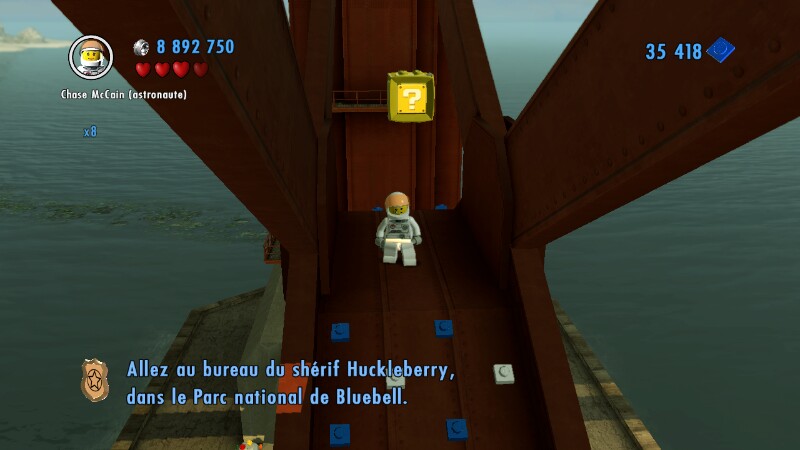 8 892 750
35 418
Chase McCain (astronaute)
x8
?
Allez au bureau du shérif Huckleberry,
dans le Parc national de Bluebell.